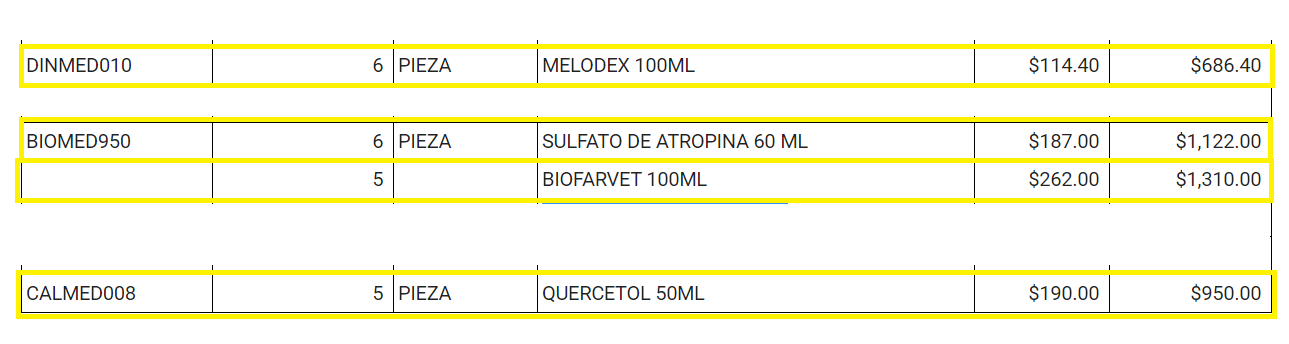 DINMED010 6 PIEZA MELODEX 100ML $114.40 $686.40
BIOMED950 6 PIEZA SULFATO DE ATROPINA 60 ML $187.00 $1,122.00
5 BIOFARVET 100ML $262.00 $1,310.00
CALMED008 5 PIEZA QUERCETOL 50ML $190.00 $950.00